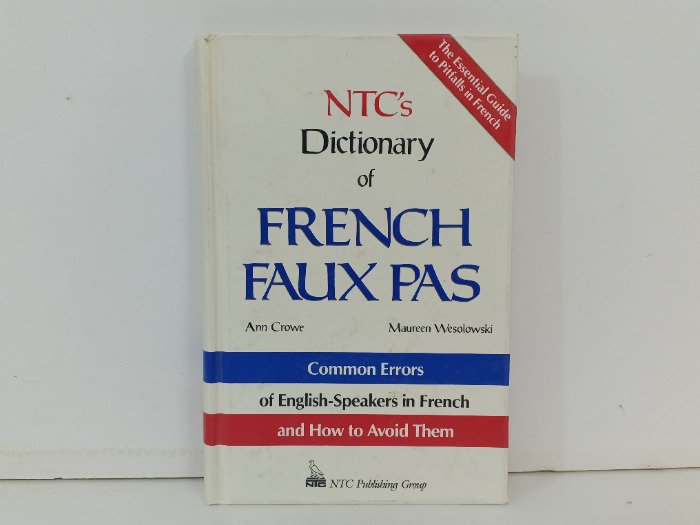 The Essential Guide
to Pitfalls in French
NTC's
Dictionary
of
FRENCH
FAUX PAS
Ann Crowe Maureen Wesolowski
Common Errors
of English-Speakers in French
and How to Avoid Them
NTC NTC Publishing Group